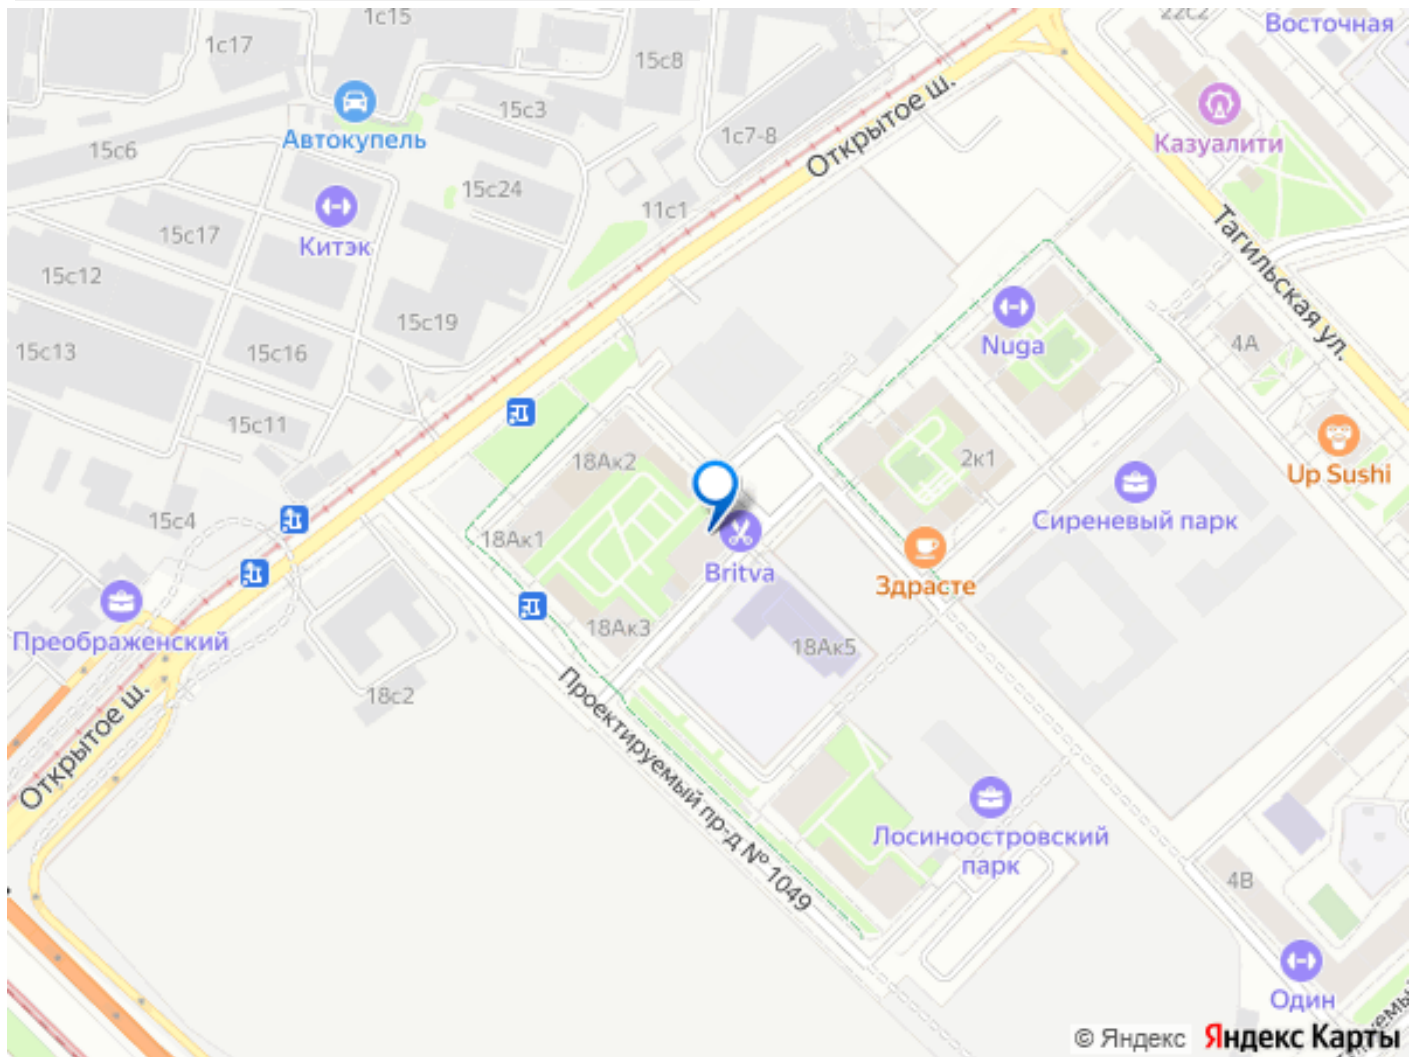 1с15
22с2
Восточная
1с17
15с8
15с3
Автокупель
1с7-8
Открытое ш.
Казуалити
15с6
15с24
11с1
Китэк
15с17
Тагильская ул.
15с12
15с19
Nuga
4А
15с13
15с16
15с11
18Ак2
2к1
Up Sushi
15с4
Сиреневый парк
18Ак1
Britva
Здрасте
Преображенский
18Ак3
18Ак5
18с2
Открытое ш.
Проектируемый пр-д № 1049
Лосиноостровский
парк
4В
Один
© Яндекс Яндекс Карты